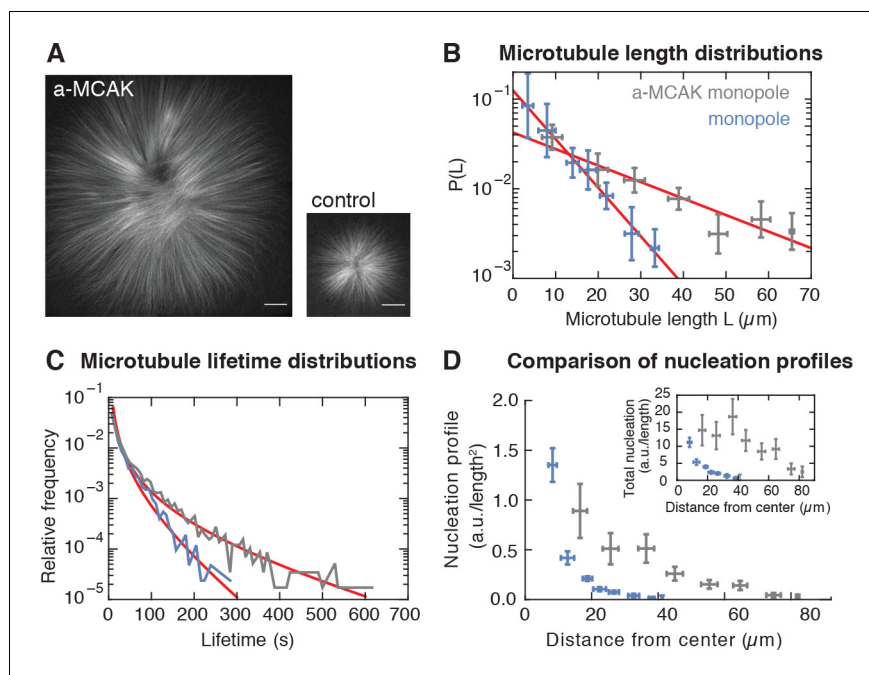 A
a-MCAK
control
B Microtubule length distributions
a-MCAK monopole
monopole
P(L)
10⁻¹
10⁻²
10⁻³
0 10 20 30 40 50 60 70
Microtubule length L (µm)
C Microtubule lifetime distributions
Relative frequency
10⁻¹
10⁻²
10⁻³
10⁻⁴
10⁻⁵
0 100 200 300 400 500 600 700
Lifetime (s)
D Comparison of nucleation profiles
Nucleation profile
(a.u./length²)
2.0
1.5
1.0
0.5
0.0
0 20 40 60 80
Distance from center (µm)
Total nucleation
(a.u./length)
25
20
15
10
5
0
0 20 40 60 80
Distance from center (µm)